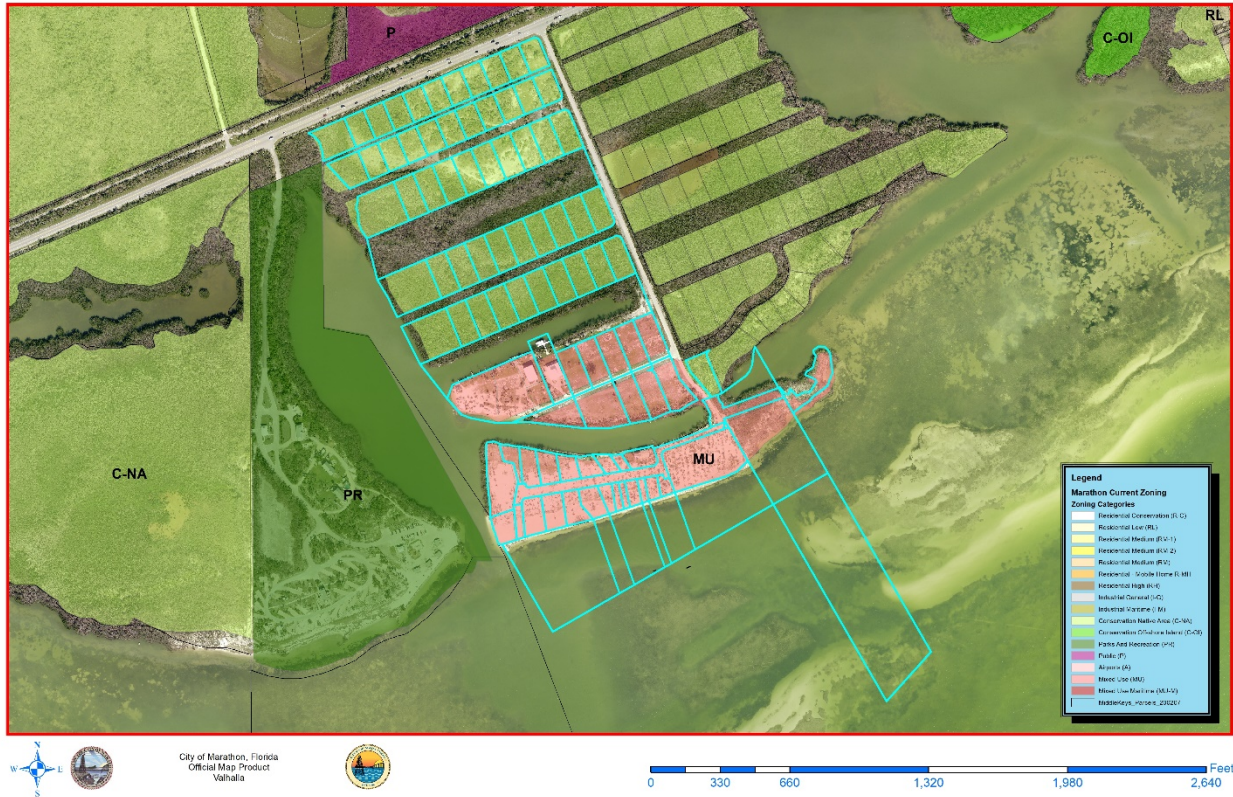 P
RL
C-OI
C-NA
PR
MU
Legend
Marathon Current Zoning
Zoning Categories
Residential Conservation (R-C)
Residential Low (RL)
Residential Medium (RM-1)
Residential Medium (RM-2)
Residential Medium (RM)
Residential - Mobile Home R-MH
Residential High (RH)
Industrial General (I-G)
Industrial Maritime (I-M)
Conservation Native Area (C-NA)
Conservation Offshore Island (C-OI)
Parks And Recreation (PR)
Public (P)
Airport (A)
Mixed Use (MU)
Mixed Use Maritime (MU-M)
MiddleKeys_Parcels_200207
N
W E
S
City of Marathon, Florida
Official Map Product
Valhalla
Feet
0 330 660 1,320 1,980 2,640